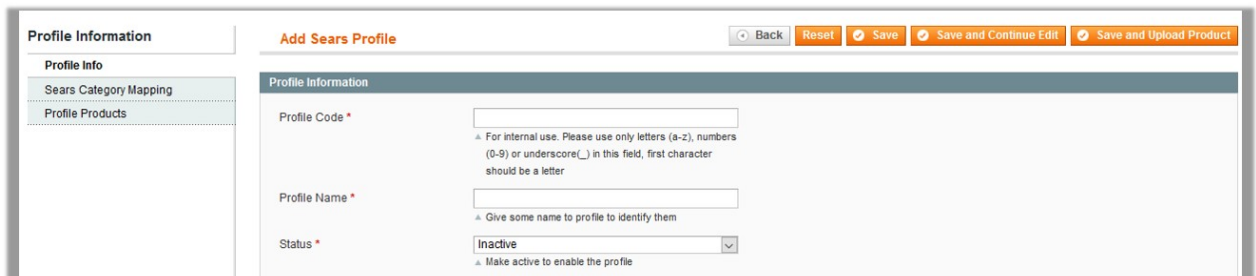 Profile Information
Add Sears Profile
Back Reset Save Save and Continue Edit Save and Upload Product
Profile Info
Sears Category Mapping
Profile Products
Profile Information
Profile Code *
For internal use. Please use only letters (a-z), numbers
(0-9) or underscore(_) in this field, first character
should be a letter
Profile Name *
Give some name to profile to identify them
Status *
Inactive
Make active to enable the profile